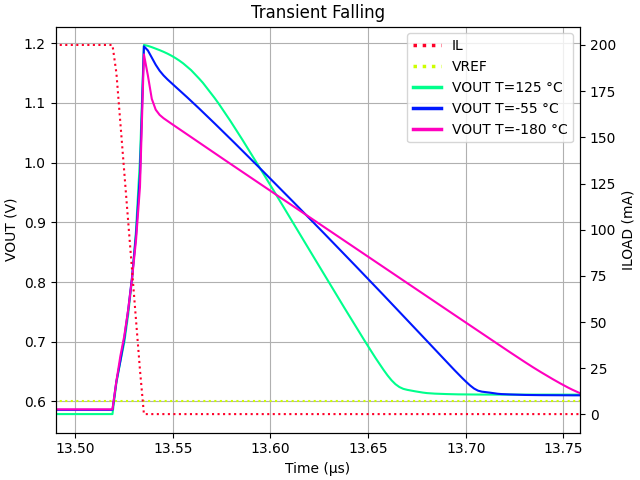 Transient Falling
IL
VREF
VOUT T=125 °C
VOUT T=-55 °C
VOUT T=-180 °C
VOUT (V)
1.2
1.1
1.0
0.9
0.8
0.7
0.6
ILOAD (mA)
200
175
150
125
100
75
50
25
0
13.50
13.55
13.60
13.65
13.70
13.75
Time (μs)